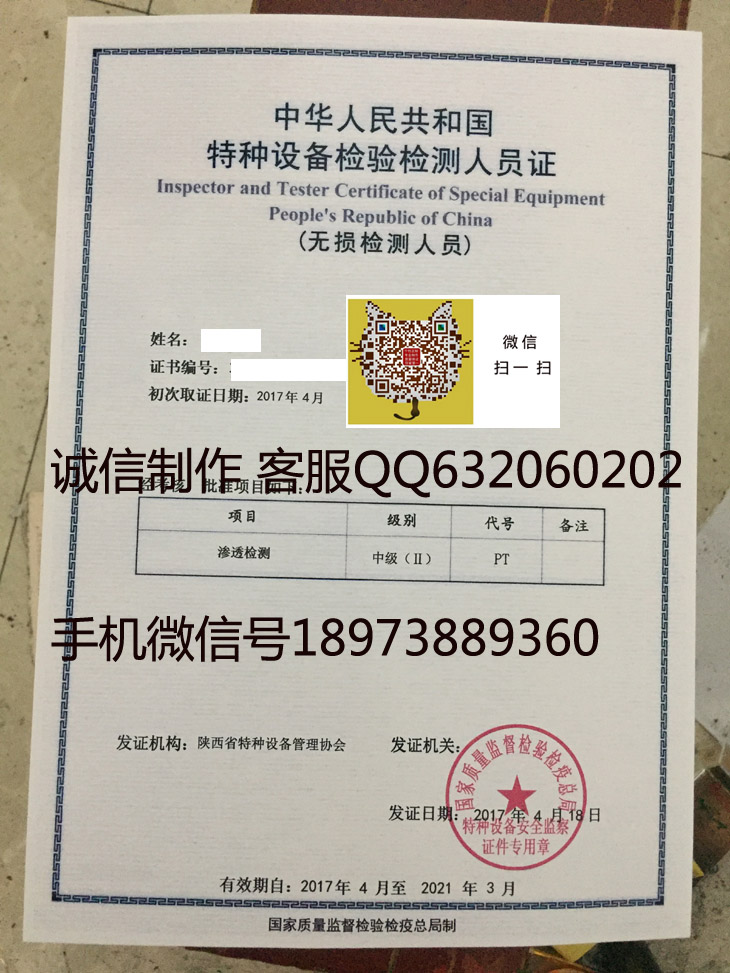 中华人民共和国
特种设备检验检测人员证
Inspector and Tester Certificate of Special Equipment
People's Republic of China
(无损检测人员)
姓名：
微信
扫一扫
证书编号：
初次取证日期：2017年4月
诚信制作 客服QQ632060202
经考核，批准项目如下：
项目 级别 代号 备注
渗透检测 中级（II） PT
手机微信号18973889360
发证机构：陕西省特种设备管理协会
发证机关：
国家质量监督检验检疫总局
发证日期：2017年4月18日
特种设备安全监察
证件专用章
有效期自：2017年4月至 2021年3月
国家质量监督检验检疫总局制